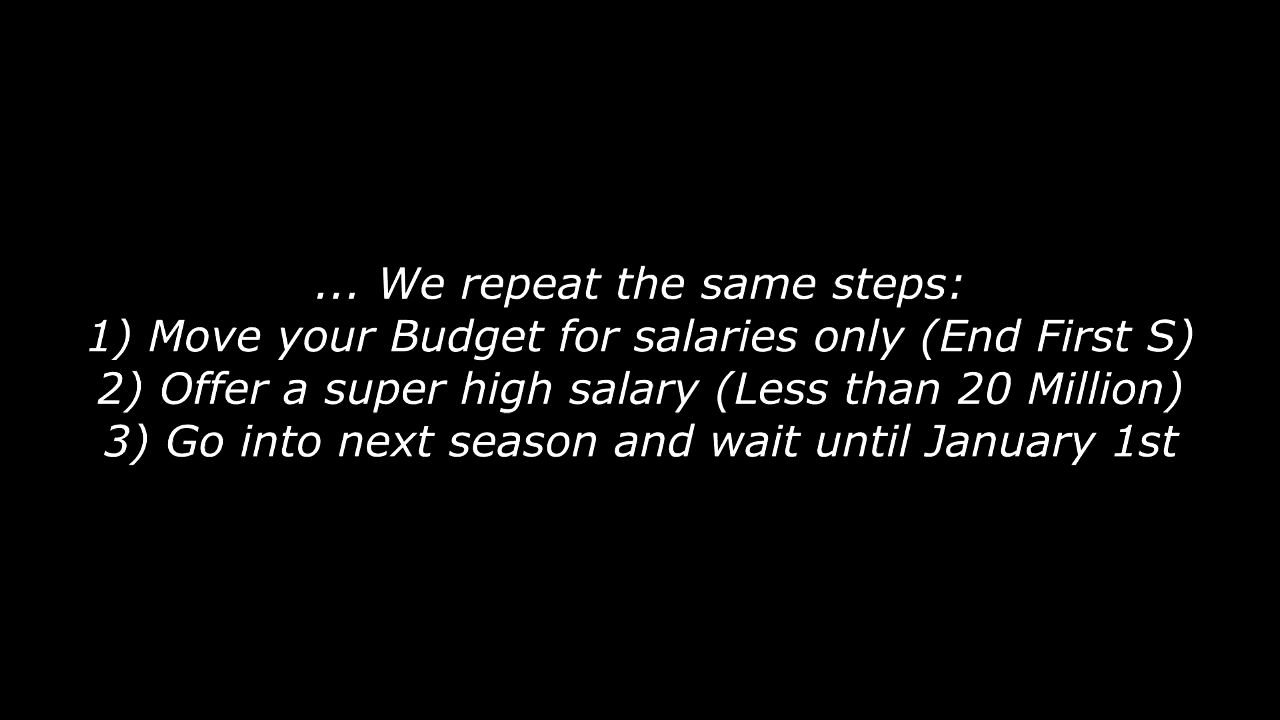 ... We repeat the same steps:
1) Move your Budget for salaries only (End First S)
2) Offer a super high salary (Less than 20 Million)
3) Go into next season and wait until January 1st